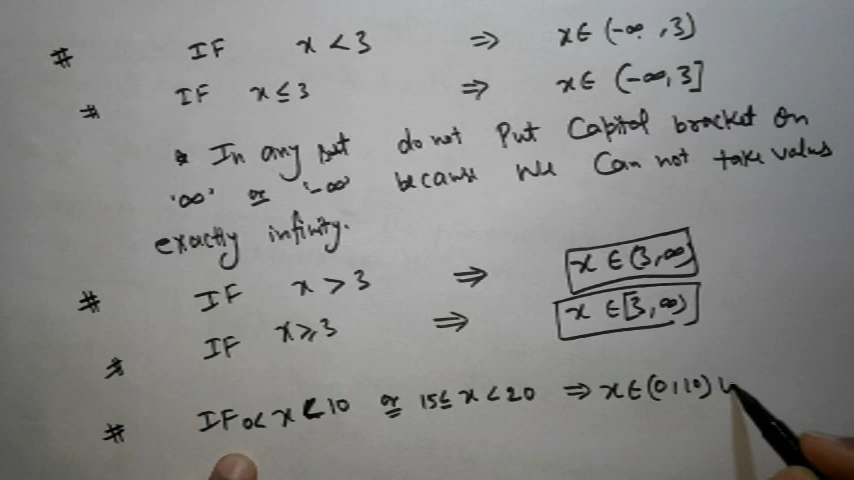 # IF x < 3 ⇒ x ∈ (-∞, 3)
# IF x ≤ 3 ⇒ x ∈ (-∞, 3]
* In any set do not Put Capital bracket on
'∞' or '-∞' because we Can not take values
exactly infinity.
# IF x > 3 ⇒ x ∈ (3, ∞)
# IF x ≥ 3 ⇒ x ∈ [3, ∞)
# IF 0 < x < 10 or 15 ≤ x < 20 ⇒ x ∈ (0, 10) ∪